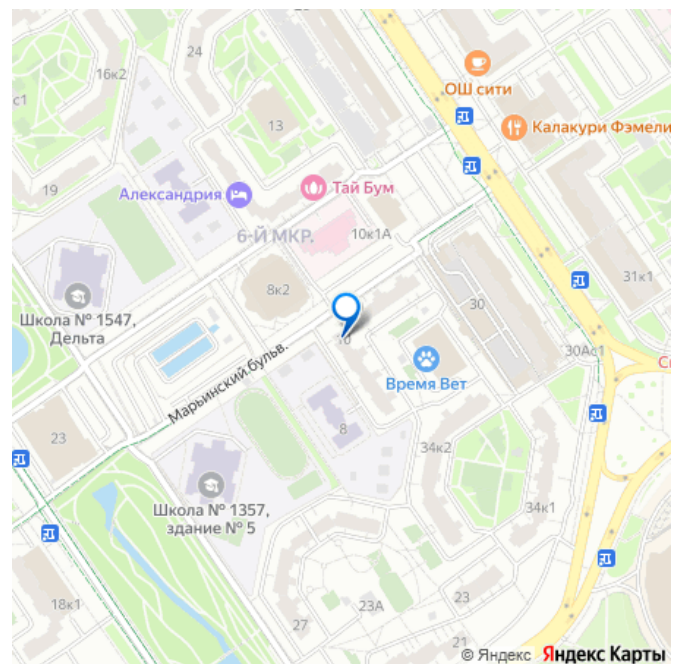 24
16к2
с1
ОШ сити
13
Калакури Фэмели
19
Александрия
Тай Бум
6-Й МКР.
10к1А
8к2
31к1
30
Школа № 1547,
Дельта
10
30Ас1
Марьинский бульв.
Время Вет
23
8
34к2
Школа № 1357,
здание № 5
34к1
18к1
23А
23
27
21
© Яндекс Яндекс Карты